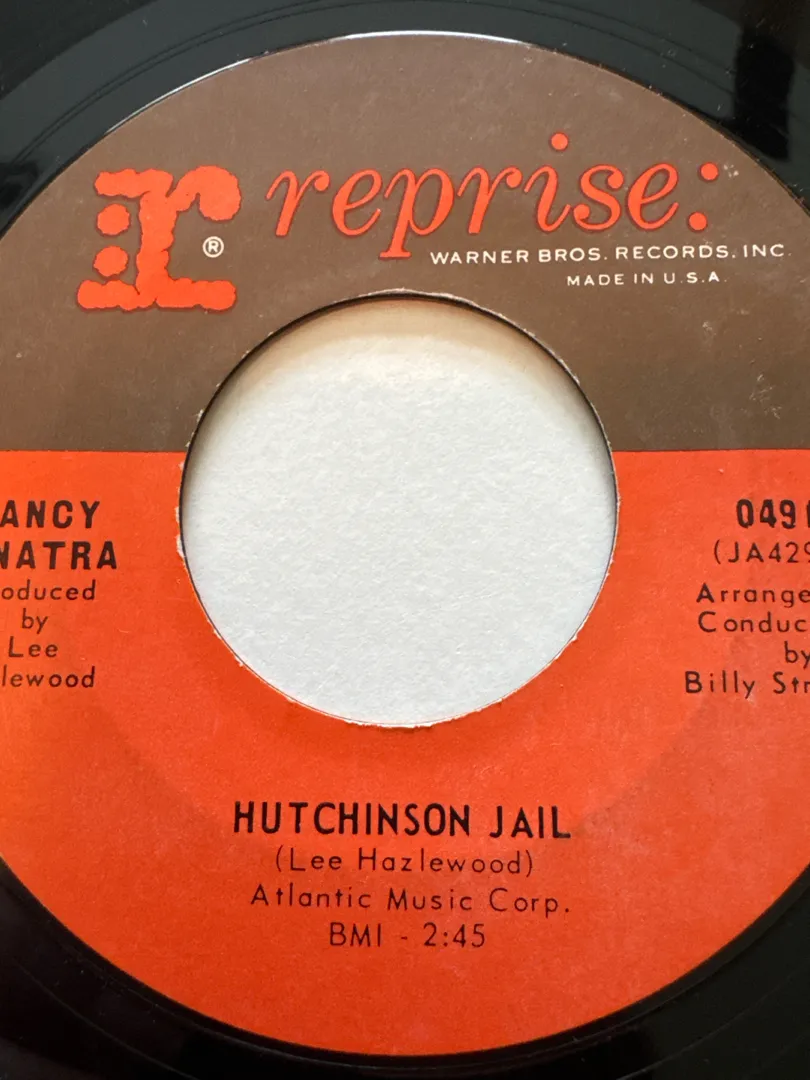 r reprise:
®
WARNER BROS. RECORDS, INC.
MADE IN U.S.A.
ANCY
NATRA
oduced
by
Lee
lewood
049
(JA429
Arrange
Conduc
by
Billy Str
HUTCHINSON JAIL
(Lee Hazlewood)
Atlantic Music Corp.
BMI - 2:45